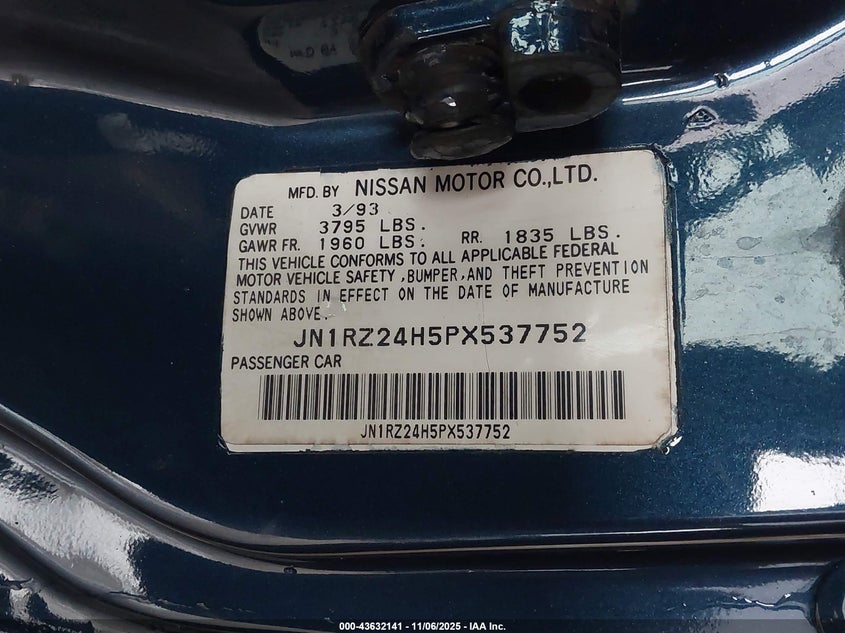 MFD. BY NISSAN MOTOR CO.,LTD.
DATE 3/93
GVWR 3795 LBS.
GAWR FR. 1960 LBS. RR. 1835 LBS.
THIS VEHICLE CONFORMS TO ALL APPLICABLE FEDERAL
MOTOR VEHICLE SAFETY ,BUMPER,AND THEFT PREVENTION
STANDARDS IN EFFECT ON THE DATE OF MANUFACTURE
SHOWN ABOVE.
JN1RZ24H5PX537752
PASSENGER CAR
JN1RZ24H5PX537752
000-43632141 - 11/06/2025 - IAA Inc.